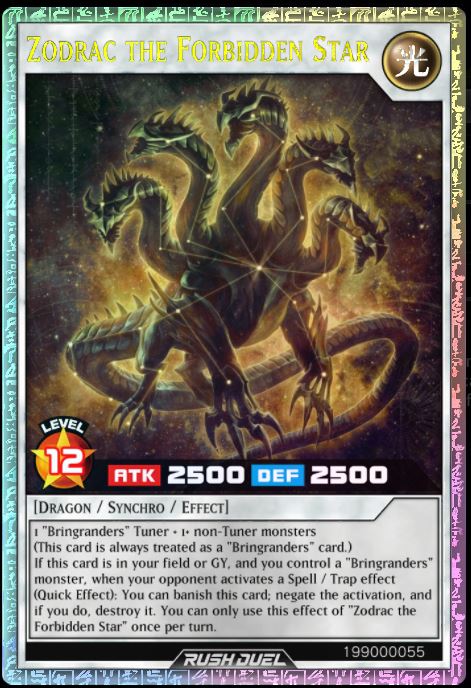 Zodrac the Forbidden Star
光
LEVEL
12
ATK 2500 DEF 2500
[Dragon / Synchro / Effect]
1 "Bringranders" Tuner + 1+ non-Tuner monsters
(This card is always treated as a "Bringranders" card.)
If this card is in your field or GY, and you control a "Bringranders"
monster, when your opponent activates a Spell / Trap effect
(Quick Effect): You can banish this card; negate the activation, and
if you do, destroy it. You can only use this effect of "Zodrac the
Forbidden Star" once per turn.
199000055
RUSH DUEL